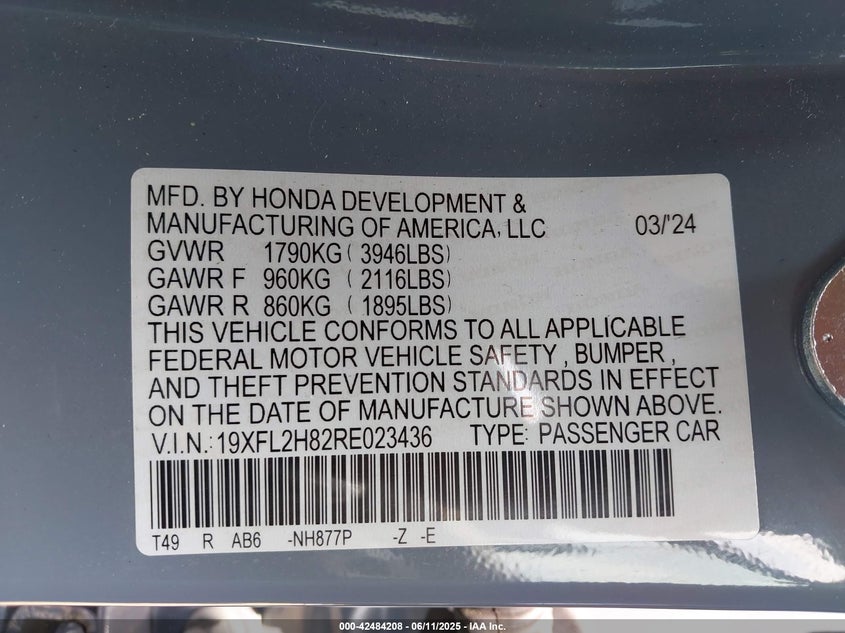 MFD. BY HONDA DEVELOPMENT &
MANUFACTURING OF AMERICA, LLC 03/'24
GVWR 1790KG ( 3946LBS)
GAWR F 960KG ( 2116LBS)
GAWR R 860KG ( 1895LBS)
THIS VEHICLE CONFORMS TO ALL APPLICABLE
FEDERAL MOTOR VEHICLE SAFETY , BUMPER ,
AND THEFT PREVENTION STANDARDS IN EFFECT
ON THE DATE OF MANUFACTURE SHOWN ABOVE.
V.I.N.: 19XFL2H82RE023436 TYPE: PASSENGER CAR
T49 R AB6 -NH877P -Z -E
000-42484208 - 06/11/2025 - IAA Inc.